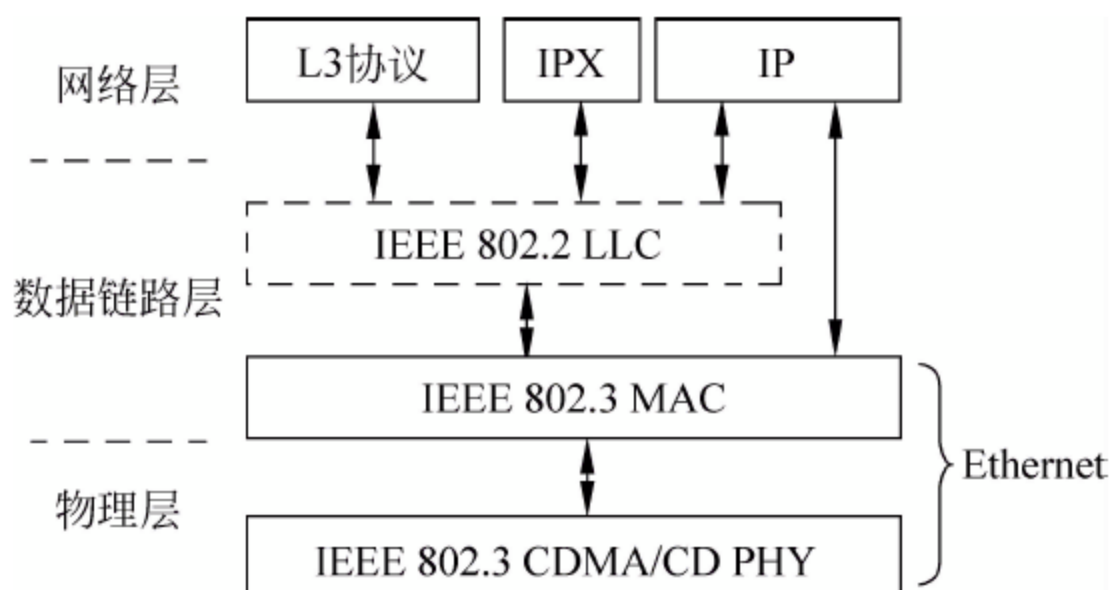 网络层
L3协议
IPX
IP
IEEE 802.2 LLC
数据链路层
IEEE 802.3 MAC
Ethernet
物理层
IEEE 802.3 CDMA/CD PHY